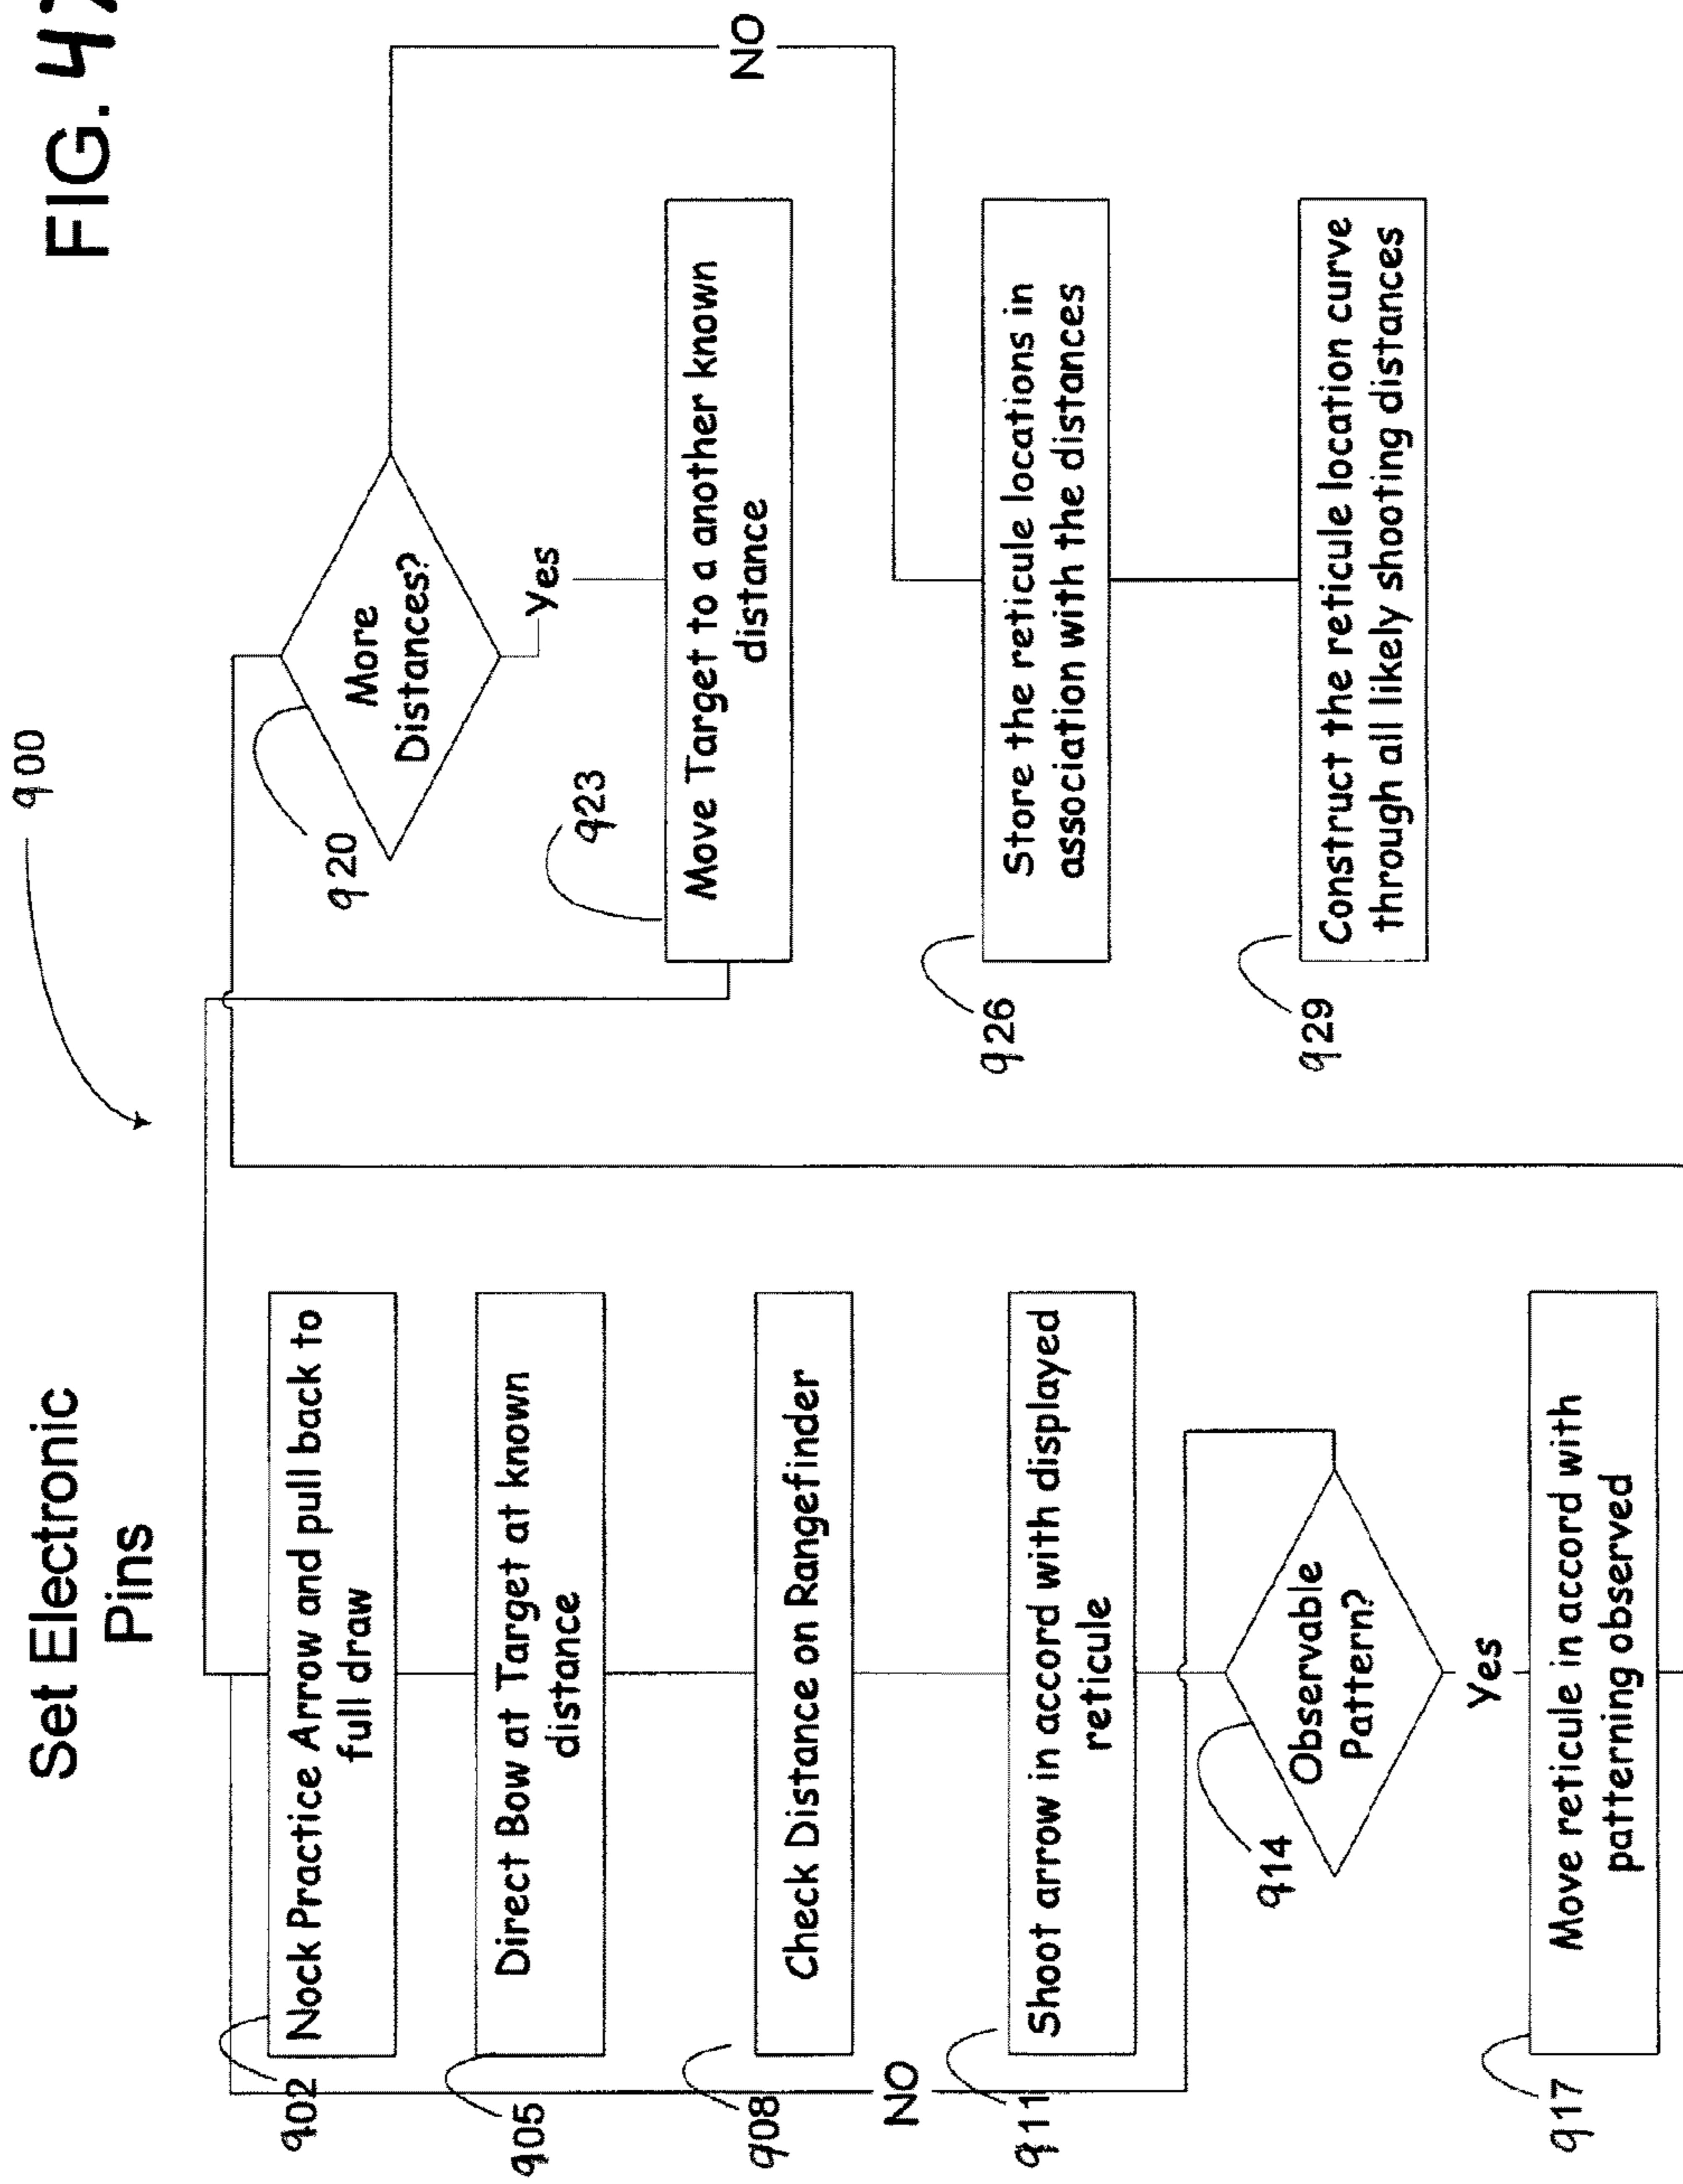 Set Electronic
Pins
FIG. 4
900
902
Nock Practice Arrow and pull back to
full draw
905
Direct Bow at Target at known
distance
908
Check Distance on Rangefinder
NO
911
Shoot arrow in accord with displayed
reticule
914
Observable
Pattern?
Yes
917
Move reticule in accord with
patterning observed
920
More
Distances?
Yes
NO
923
Move Target to a another known
distance
926
Store the reticule locations in
association with the distances
929
Construct the reticule location curve
through all likely shooting distances